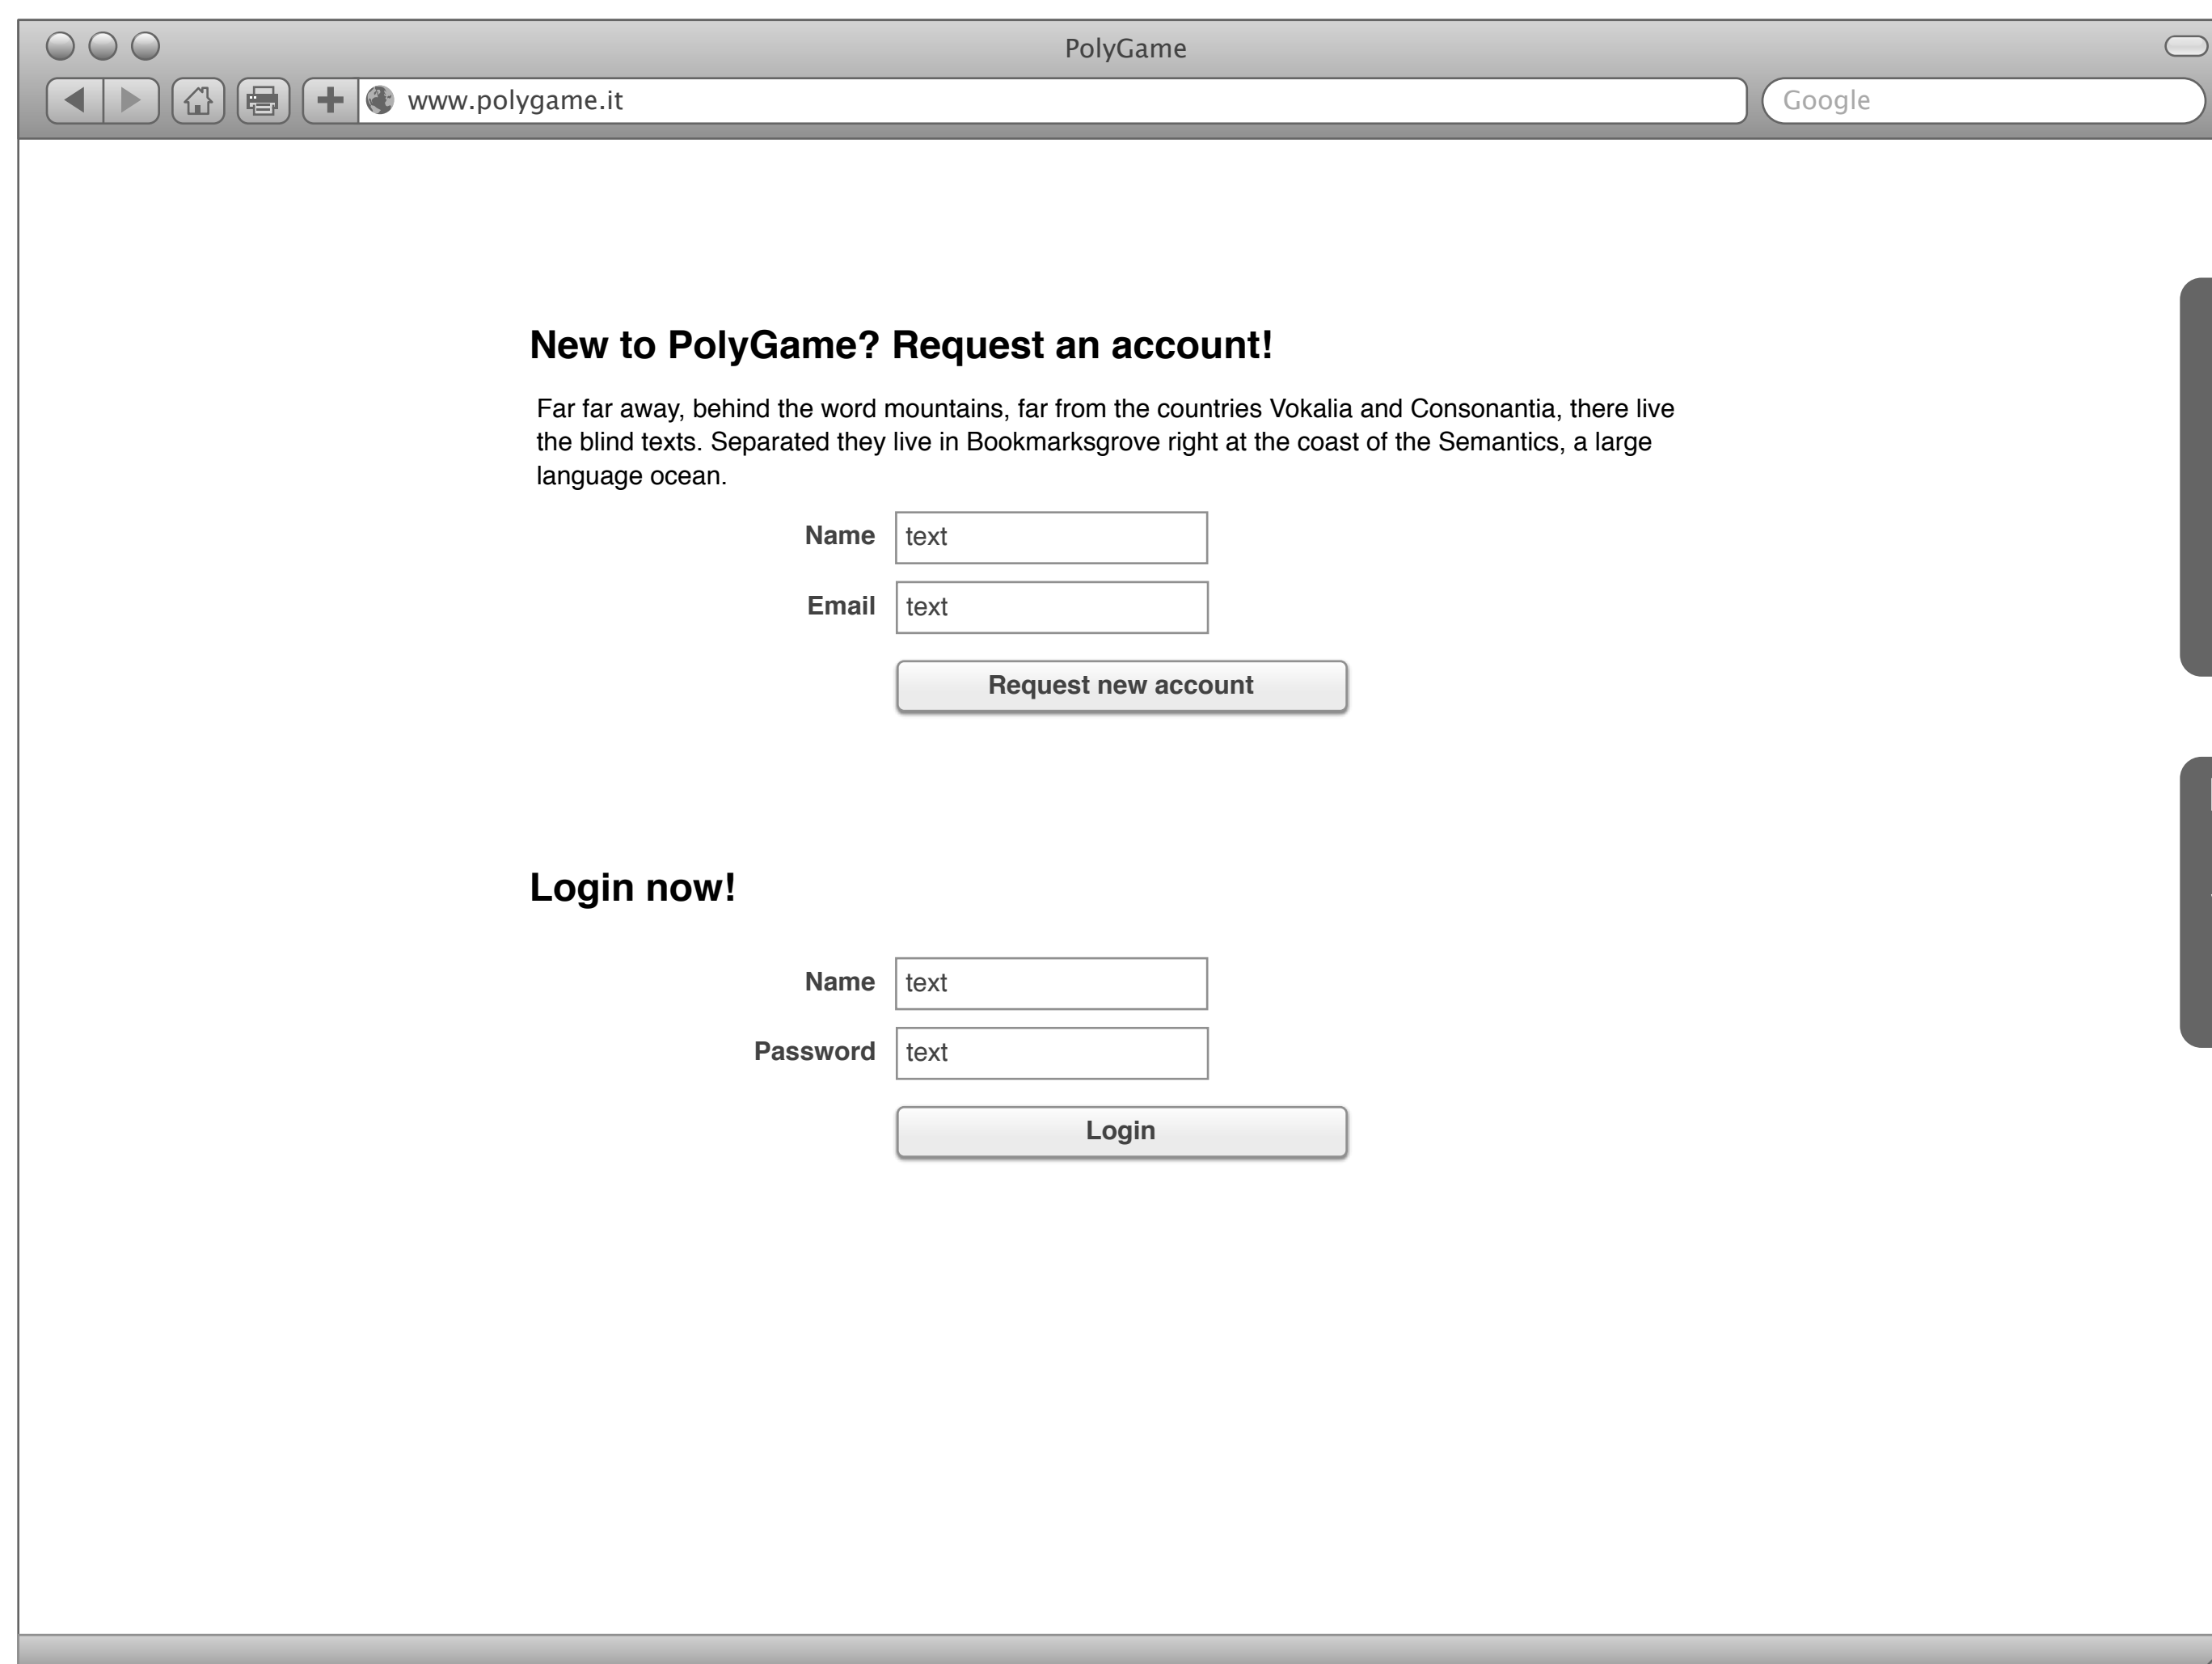 PolyGame
www.polygame.it
Google
New to PolyGame? Request an account!
Far far away, behind the word mountains, far from the countries Vokalia and Consonantia, there live
the blind texts. Separated they live in Bookmarksgrove right at the coast of the Semantics, a large
language ocean.
Name text
Email text
Request new account
Login now!
Name text
Password text
Login